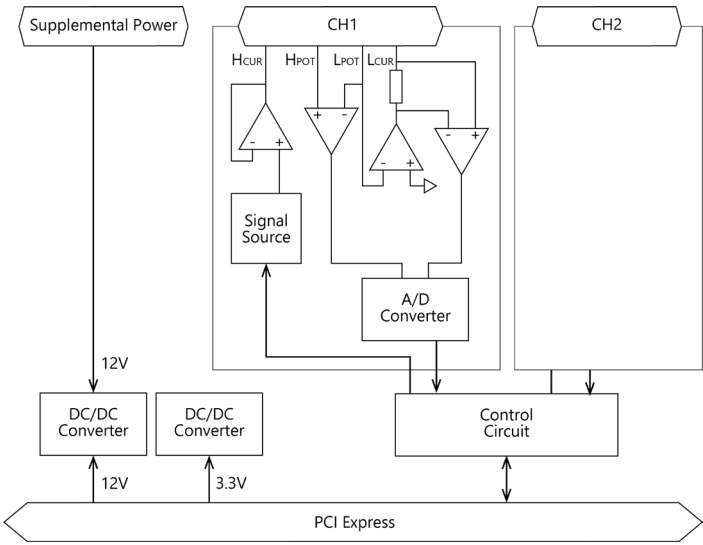 Supplemental Power
CH1
CH2
HCUR
HPOT
LPOT
LCUR
+
-
-
+
-
+
-
+
Signal
Source
A/D
Converter
12V
DC/DC
Converter
DC/DC
Converter
Control
Circuit
12V
3.3V
PCI Express